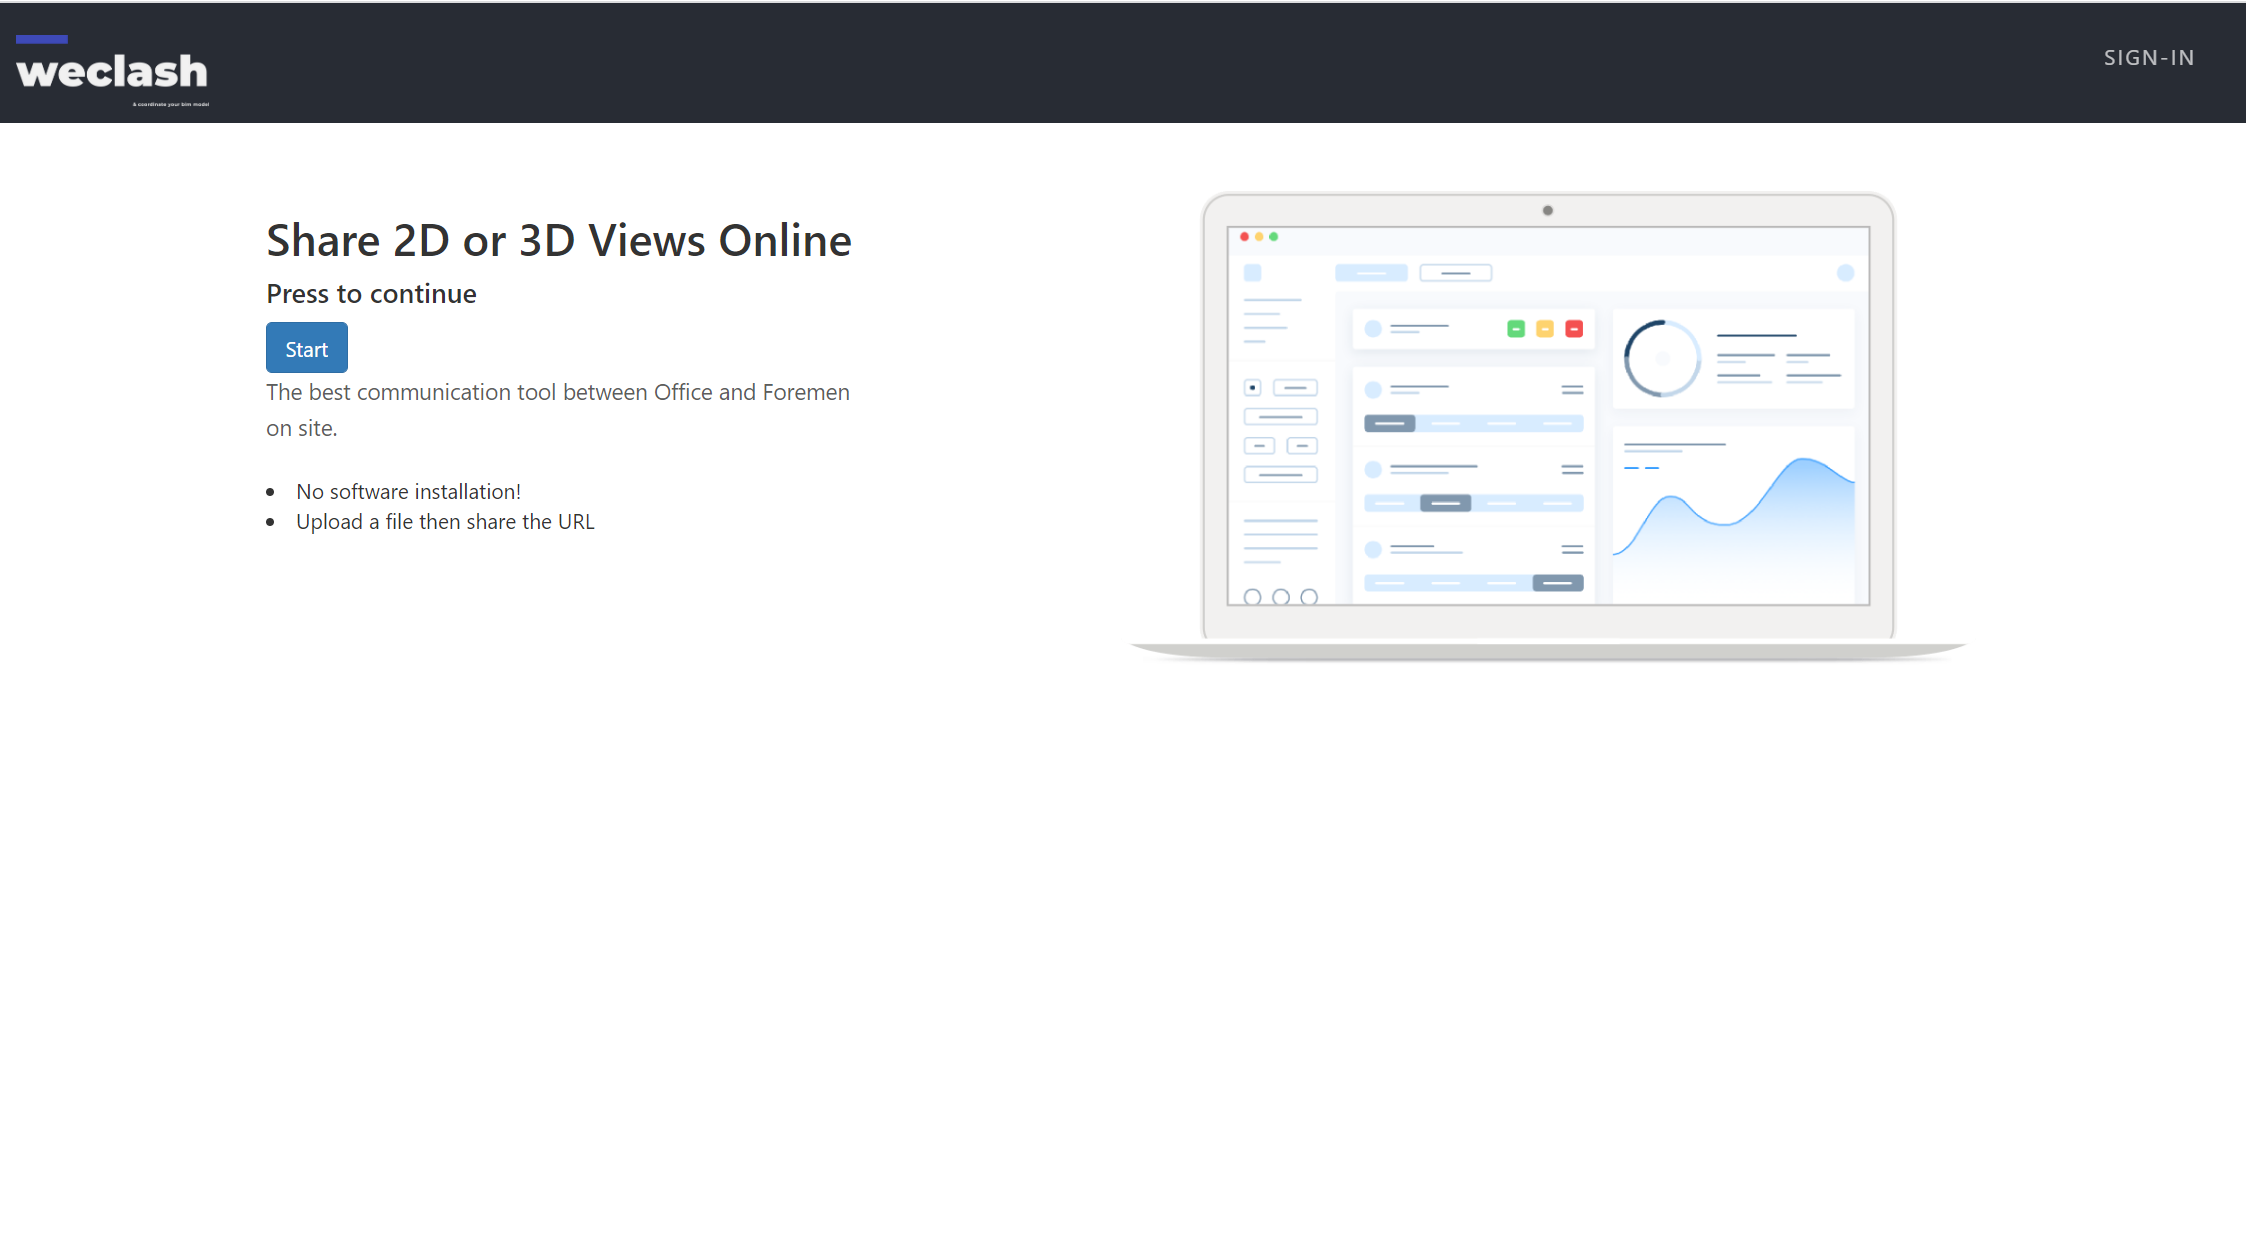 weclash
& coordinate your bim model
SIGN-IN
Share 2D or 3D Views Online
Press to continue
Start
The best communication tool between Office and Foremen
on site.
No software installation!
Upload a file then share the URL